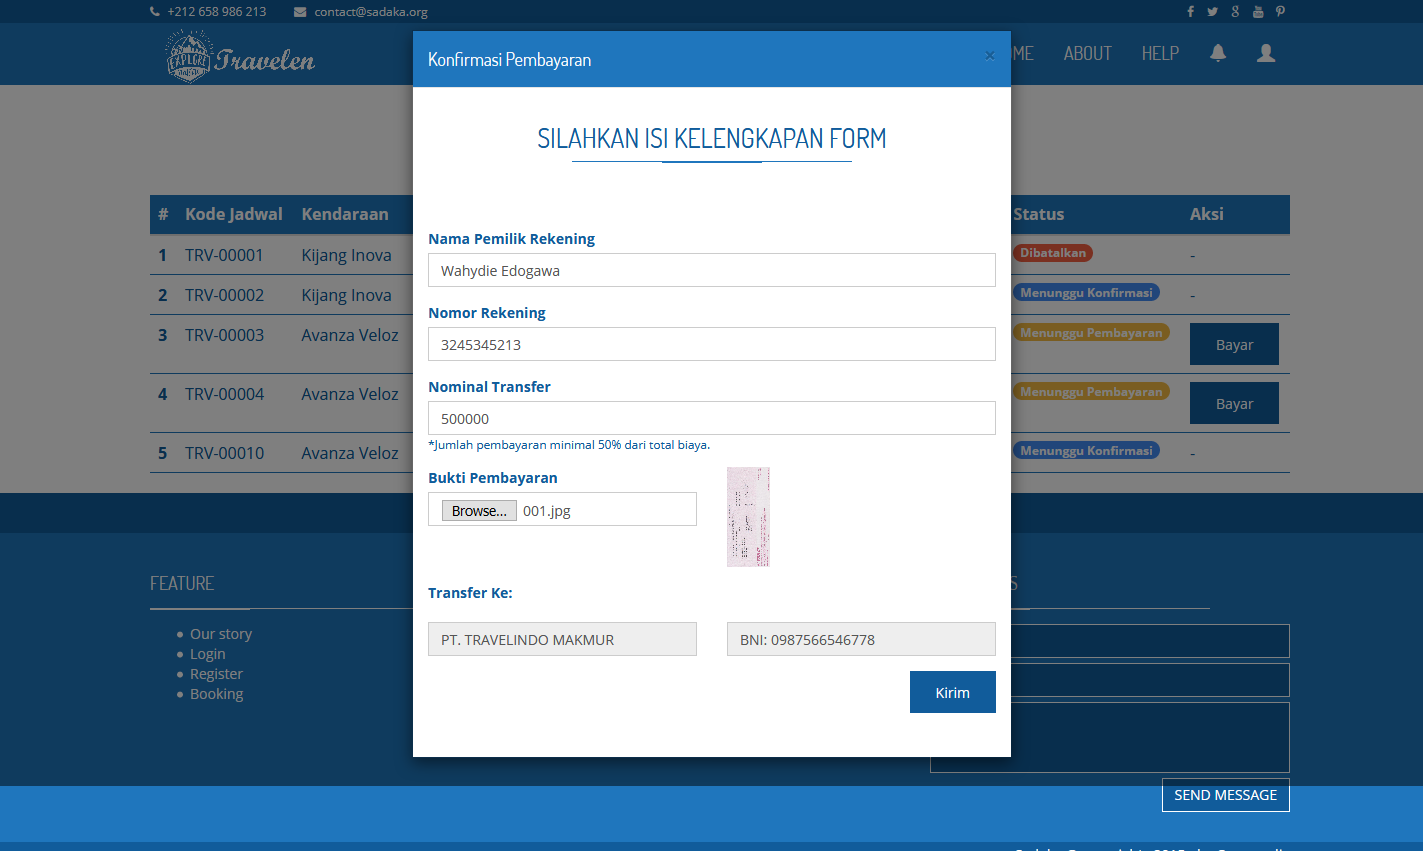 +212 658 986 213 contact@sadaka.org
EXPLORE Travelen
ABOUT HELP
Konfirmasi Pembayaran ×
SILAHKAN ISI KELENGKAPAN FORM
# Kode Jadwal Kendaraan Status Aksi
1 TRV-00001 Kijang Inova Dibatalkan -
2 TRV-00002 Kijang Inova Menunggu Konfirmasi -
3 TRV-00003 Avanza Veloz Menunggu Pembayaran Bayar
4 TRV-00004 Avanza Veloz Menunggu Pembayaran Bayar
5 TRV-00010 Avanza Veloz Menunggu Konfirmasi -
Nama Pemilik Rekening
Wahydie Edogawa
Nomor Rekening
3245345213
Nominal Transfer
500000
*Jumlah pembayaran minimal 50% dari total biaya.
Bukti Pembayaran
Browse... 001.jpg
Transfer Ke:
PT. TRAVELINDO MAKMUR BNI: 0987566546778
Kirim
FEATURE
Our story
Login
Register
Booking
SEND MESSAGE